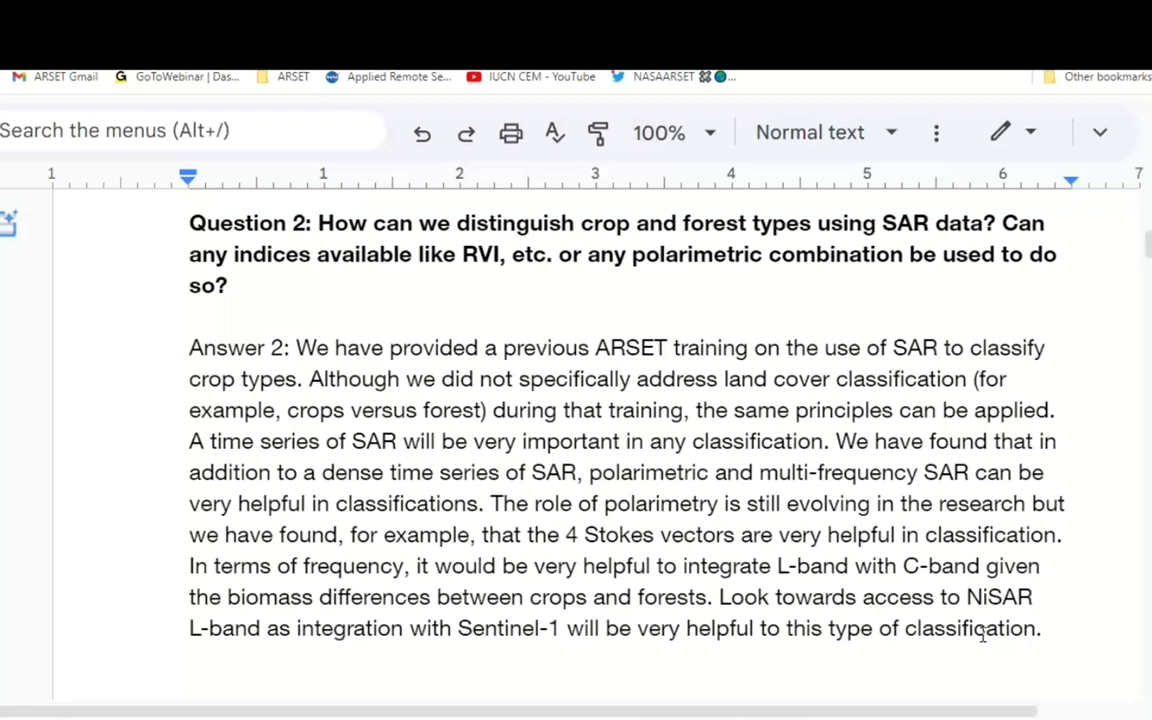 ARSET Gmail GoToWebinar | Das... ARSET Applied Remote Se... IUCN CEM - YouTube NASAARSET 🛰🌎... Other bookmarks
Search the menus (Alt+/) 100% Normal text
1 1 2 3 4 5 6 7
Question 2: How can we distinguish crop and forest types using SAR data? Can
any indices available like RVI, etc. or any polarimetric combination be used to do
so?
Answer 2: We have provided a previous ARSET training on the use of SAR to classify
crop types. Although we did not specifically address land cover classification (for
example, crops versus forest) during that training, the same principles can be applied.
A time series of SAR will be very important in any classification. We have found that in
addition to a dense time series of SAR, polarimetric and multi-frequency SAR can be
very helpful in classifications. The role of polarimetry is still evolving in the research but
we have found, for example, that the 4 Stokes vectors are very helpful in classification.
In terms of frequency, it would be very helpful to integrate L-band with C-band given
the biomass differences between crops and forests. Look towards access to NiSAR
L-band as integration with Sentinel-1 will be very helpful to this type of classification.